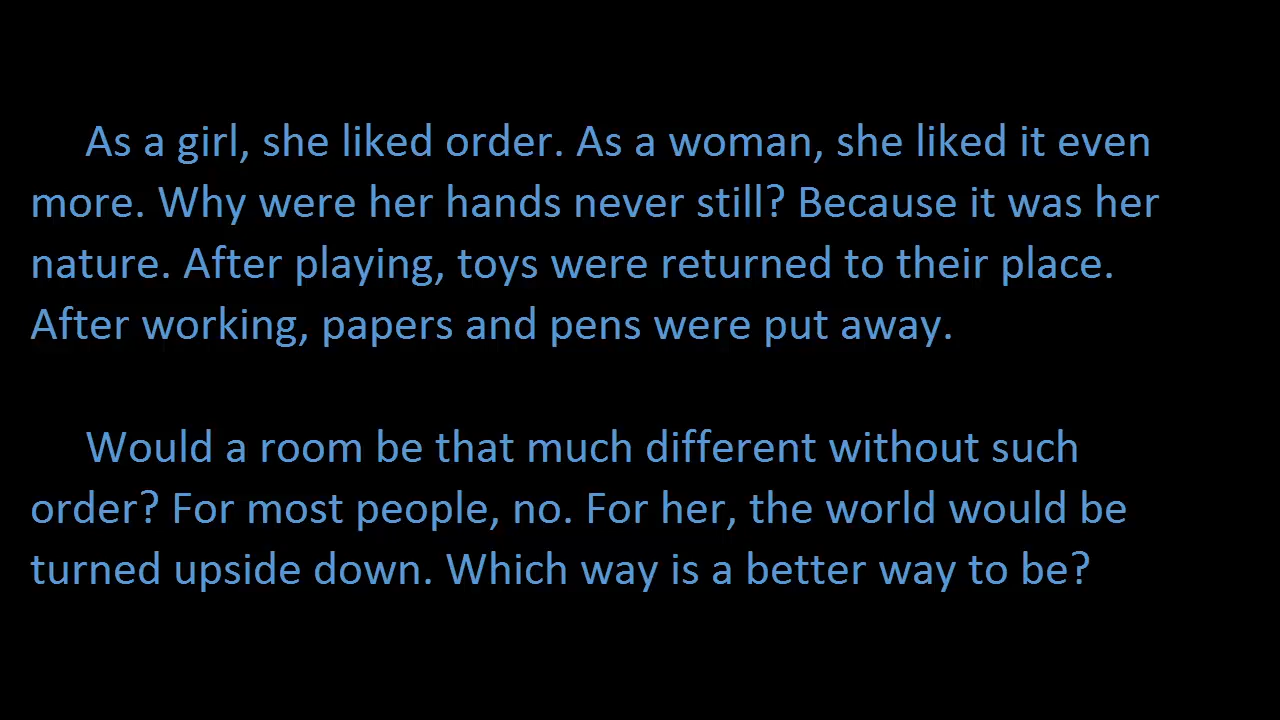 As a girl, she liked order. As a woman, she liked it even
more. Why were her hands never still? Because it was her
nature. After playing, toys were returned to their place.
After working, papers and pens were put away.
Would a room be that much different without such
order? For most people, no. For her, the world would be
turned upside down. Which way is a better way to be?